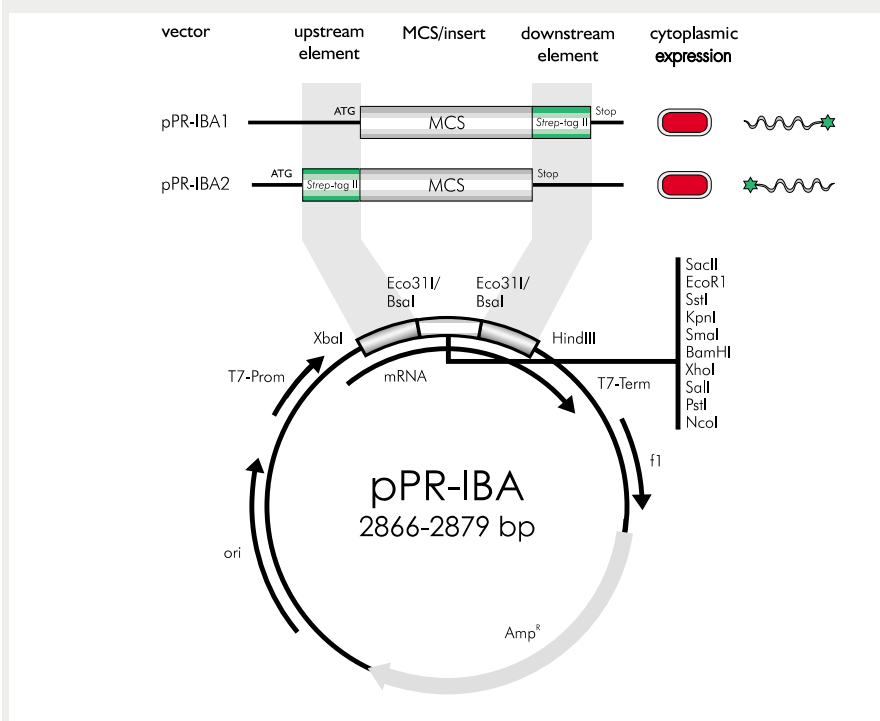 vector
upstream
element
MCS/insert
downstream
element
cytoplasmic
expression
pPR-IBA1
ATG
MCS
Strep-tag II
Stop
pPR-IBA2
ATG
Strep-tag II
MCS
Stop
Eco31I/
BsaI
Eco31I/
BsaI
XbaI
HindIII
SacII
EcoR1
SstI
KpnI
SmaI
BamHI
XhoI
SalI
PstI
NcoI
T7-Prom
mRNA
T7-Term
f1
pPR-IBA
2866-2879 bp
ori
Amp^R